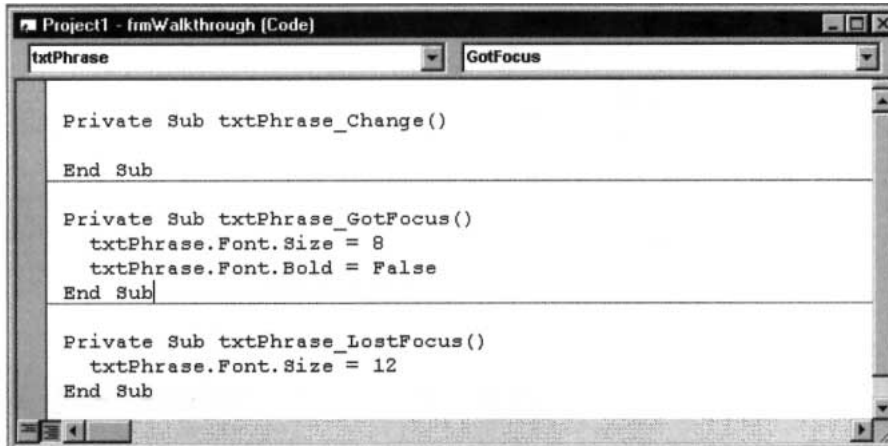 Project1 - frmWalkthrough (Code)
txtPhrase GotFocus
Private Sub txtPhrase_Change()
End Sub
Private Sub txtPhrase_GotFocus()
txtPhrase.Font.Size = 8
txtPhrase.Font.Bold = False
End Sub
Private Sub txtPhrase_LostFocus()
txtPhrase.Font.Size = 12
End Sub